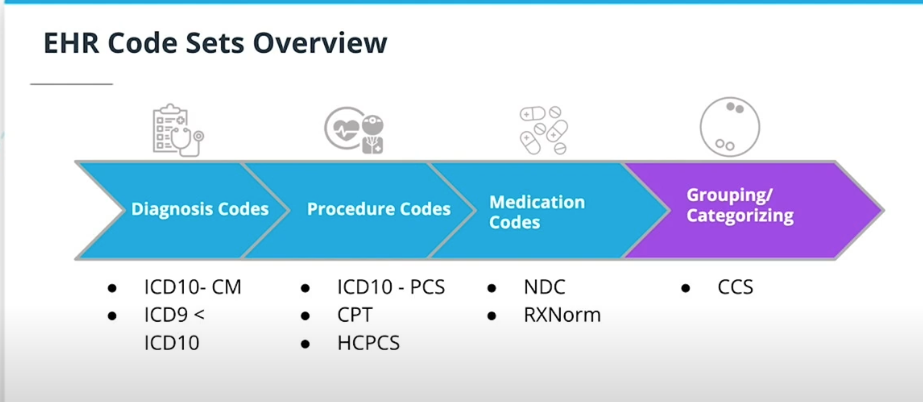 EHR Code Sets Overview
Diagnosis Codes
Procedure Codes
Medication
Codes
Grouping/
Categorizing
● ICD10- CM
● ICD9 <
ICD10
● ICD10 - PCS
● CPT
● HCPCS
● NDC
● RXNorm
● CCS